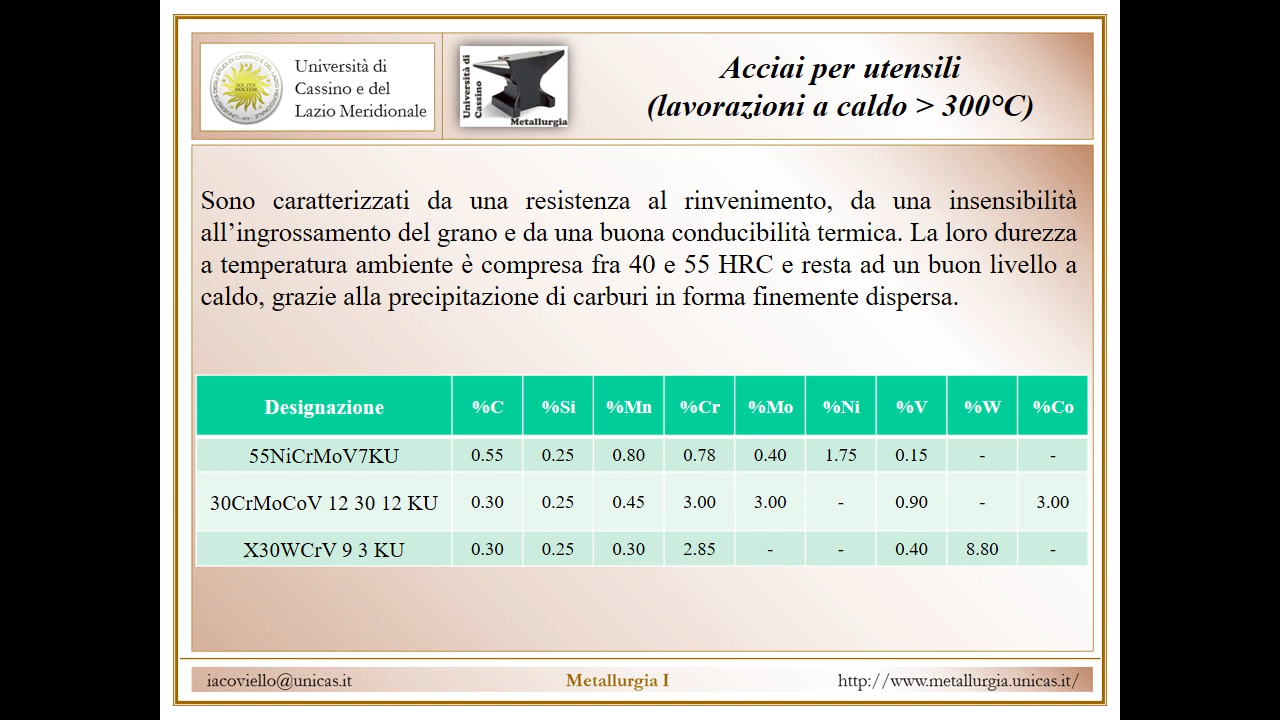 Università di
Cassino e del
Lazio Meridionale
Università di
Cassino
Metallurgia
Acciai per utensili
(lavorazioni a caldo > 300°C)
Sono caratterizzati da una resistenza al rinvenimento, da una insensibilità
all’ingrossamento del grano e da una buona conducibilità termica. La loro durezza
a temperatura ambiente è compresa fra 40 e 55 HRC e resta ad un buon livello a
caldo, grazie alla precipitazione di carburi in forma finemente dispersa.
Designazione %C %Si %Mn %Cr %Mo %Ni %V %W %Co
55NiCrMoV7KU 0.55 0.25 0.80 0.78 0.40 1.75 0.15 - -
30CrMoCoV 12 30 12 KU 0.30 0.25 0.45 3.00 3.00 - 0.90 - 3.00
X30WCrV 9 3 KU 0.30 0.25 0.30 2.85 - - 0.40 8.80 -
iacoviello@unicas.it Metallurgia I http://www.metallurgia.unicas.it/